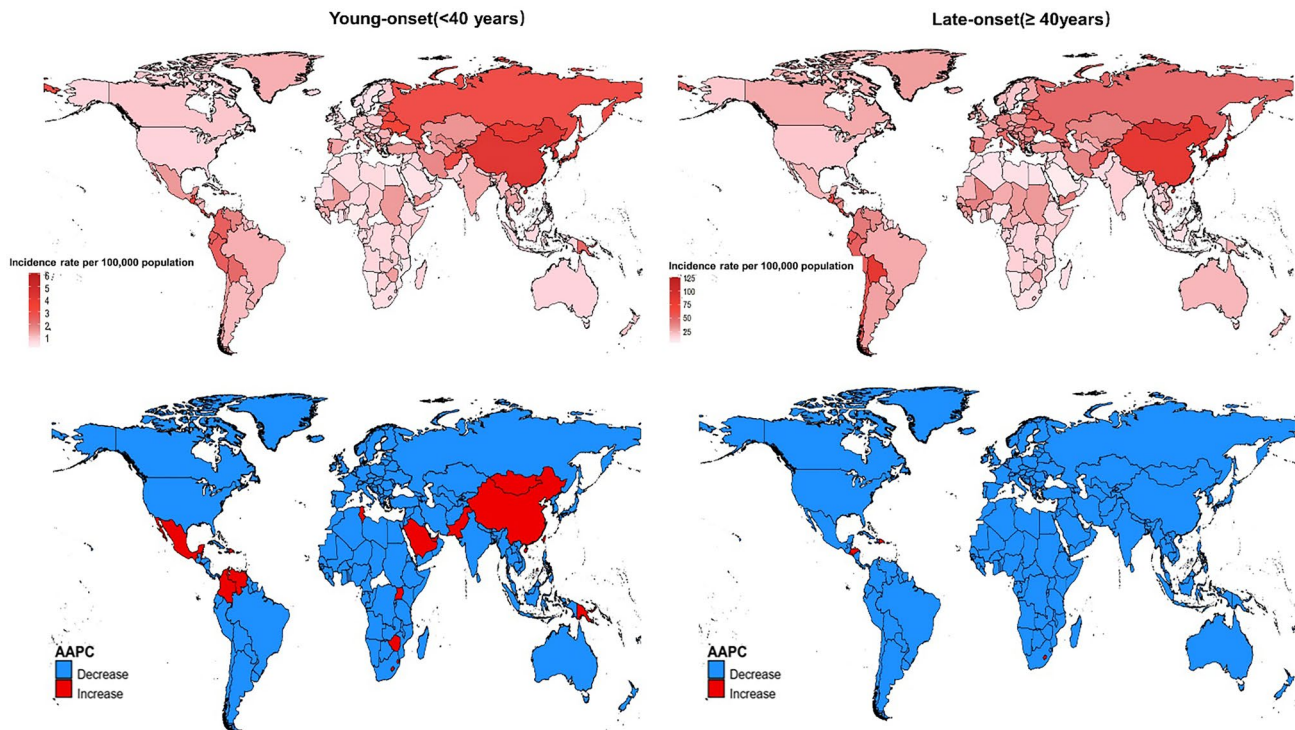 Young-onset(<40 years)
Late-onset(≥ 40years)
Incidence rate per 100,000 population
6
5
4
3
2
1
Incidence rate per 100,000 population
125
100
75
50
25
AAPC
Decrease
Increase
AAPC
Decrease
Increase